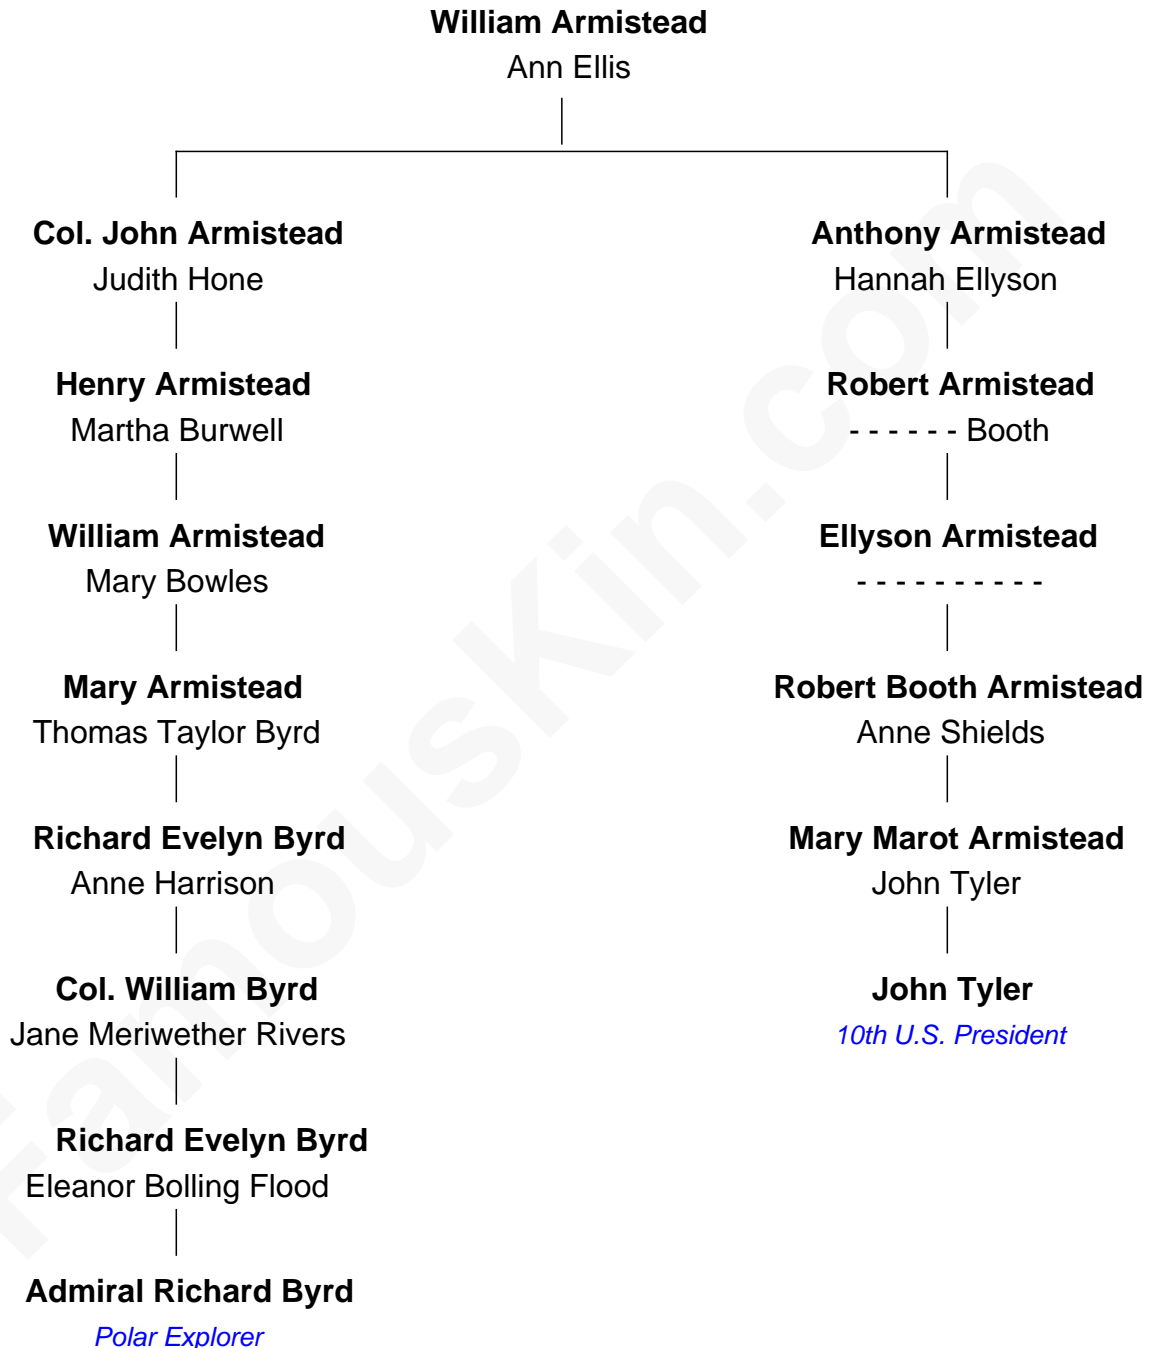 William Armistead
Ann Ellis
Col. John Armistead
Judith Hone
Henry Armistead
Martha Burwell
William Armistead
Mary Bowles
Mary Armistead
Thomas Taylor Byrd
Richard Evelyn Byrd
Anne Harrison
Col. William Byrd
Jane Meriwether Rivers
Richard Evelyn Byrd
Eleanor Bolling Flood
Admiral Richard Byrd
Polar Explorer
Anthony Armistead
Hannah Ellyson
Robert Armistead
- - - - - - Booth
Ellyson Armistead
- - - - - - - - - -
Robert Booth Armistead
Anne Shields
Mary Marot Armistead
John Tyler
John Tyler
10th U.S. President
FamousKin.com